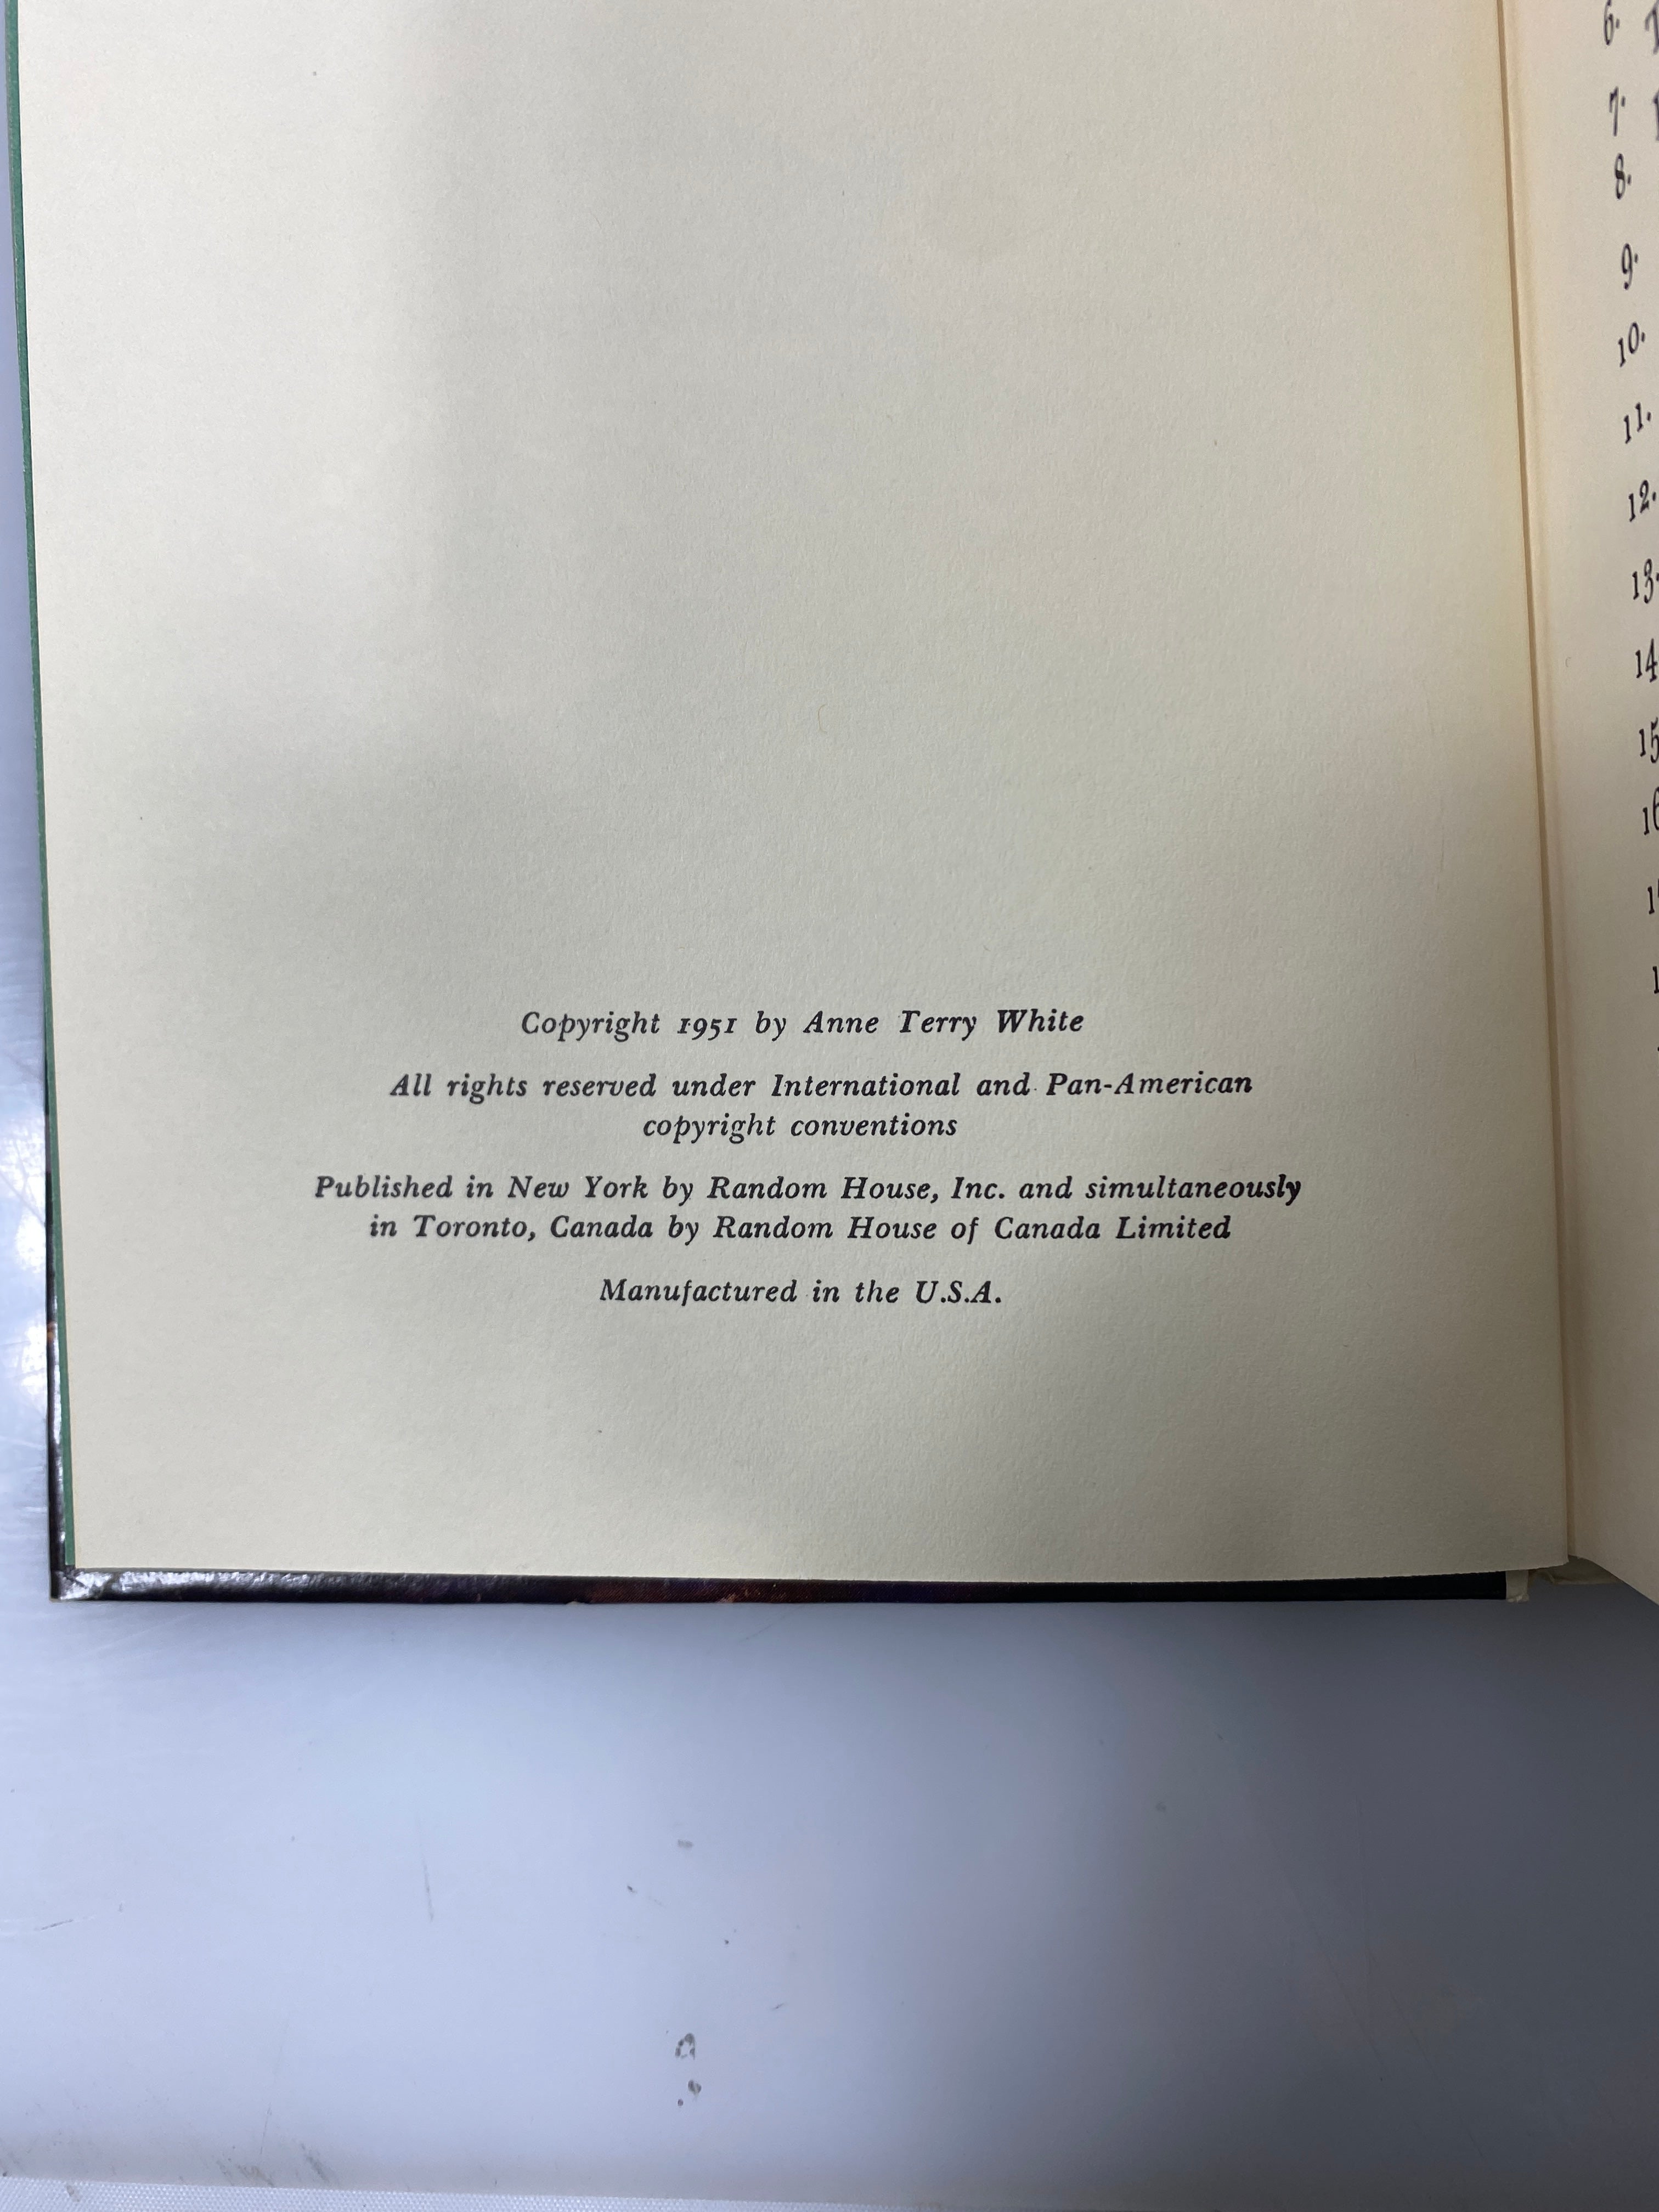 Copyright 1951 by Anne Terry White
All rights reserved under International and Pan-American
copyright conventions
Published in New York by Random House, Inc. and simultaneously
in Toronto, Canada by Random House of Canada Limited
Manufactured in the U.S.A.
6.
7.
8.
9.
10.
11.
12.
13.
14
15